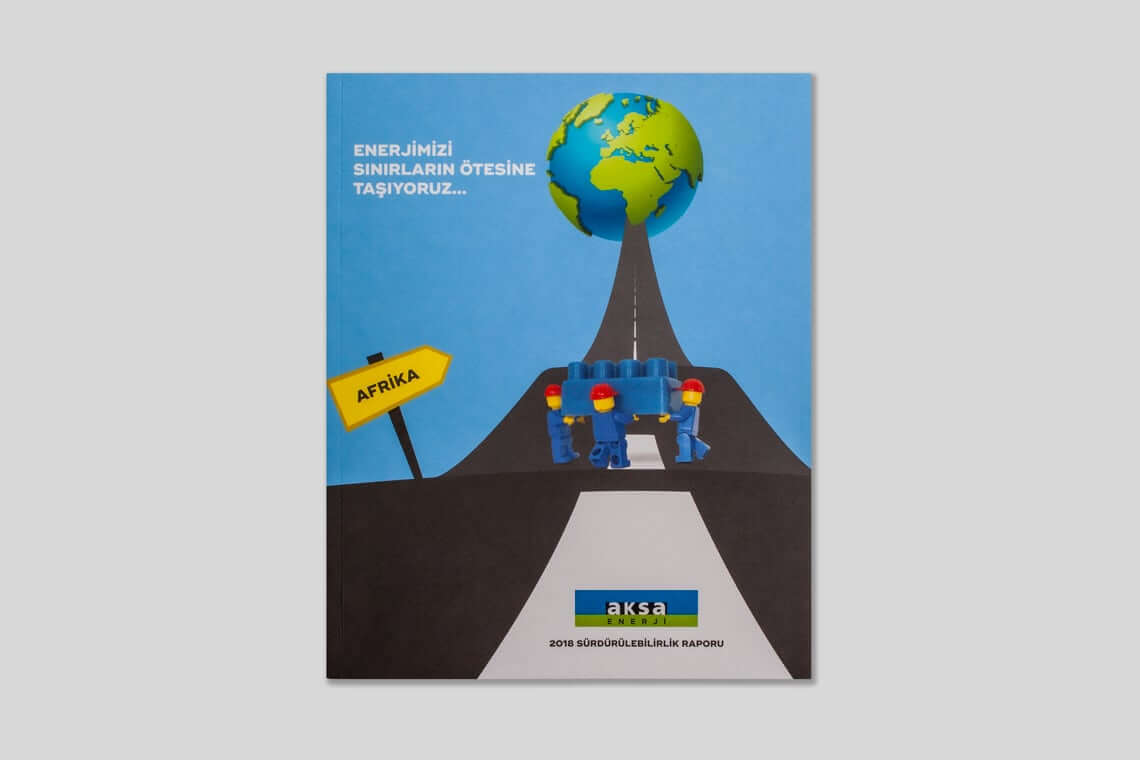 ENERJİMİZİ
SINIRLARIN ÖTESİNE
TAŞIYORUZ...
AFRİKA
aksa
ENERJİ
2018 SÜRDÜRÜLEBİLİRLİK RAPORU